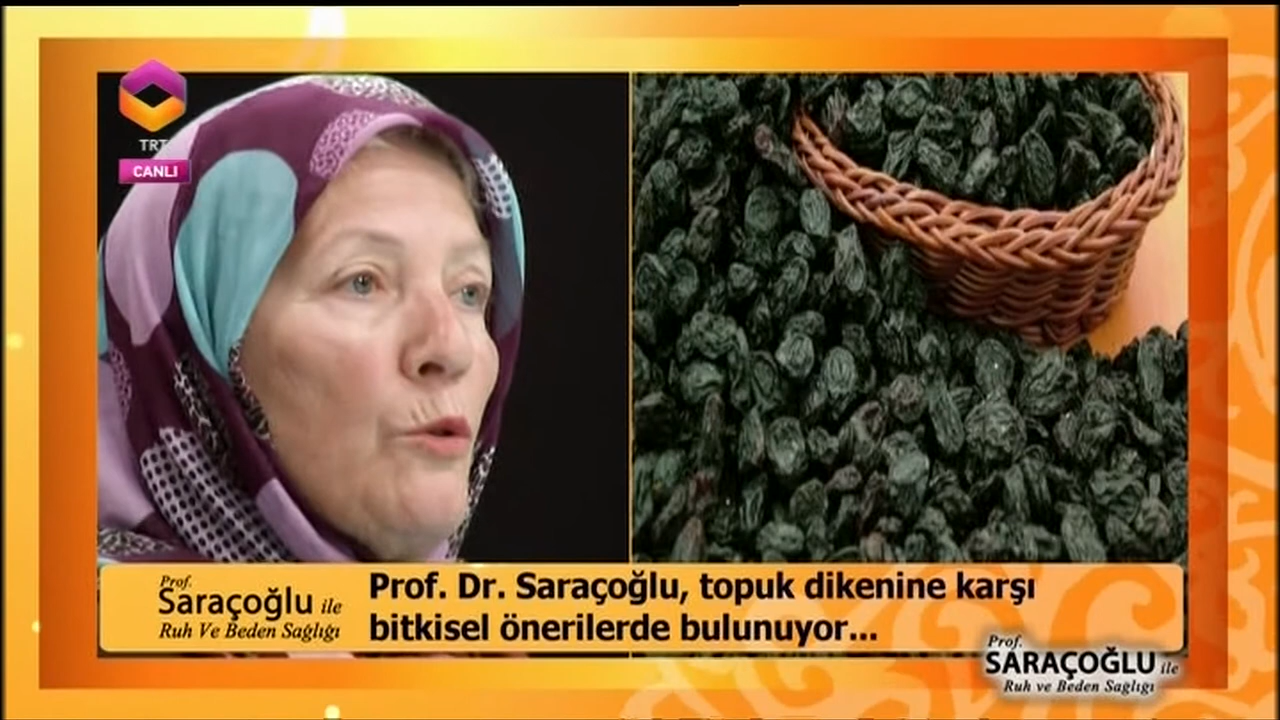 TRT
CANLI
Prof.
Saraçoğlu ile
Ruh Ve Beden Sağlığı
Prof. Dr. Saraçoğlu, topuk dikenine karşı
bitkisel önerilerde bulunuyor...
Prof.
SARAÇOĞLU ile
Ruh ve Beden Sağlığı